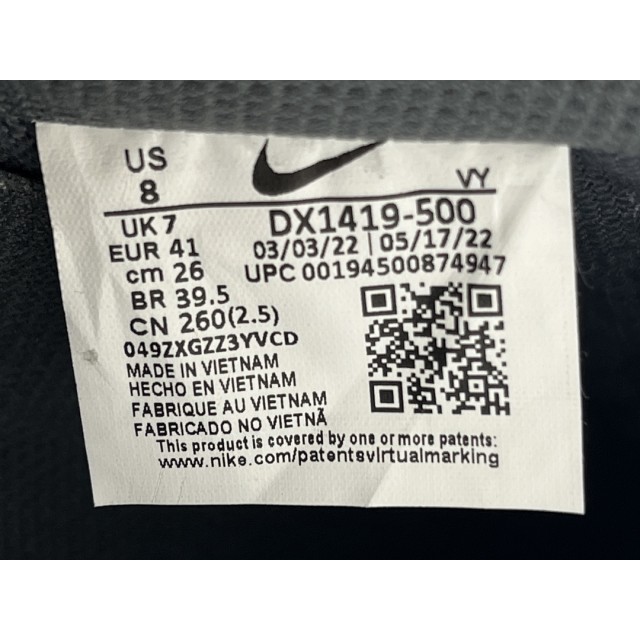 US
8
VY
UK 7
DX1419-500
EUR 41
03/03/22 | 05/17/22
cm 26
UPC 00194500874947
BR 39.5
CN 260(2.5)
049ZXGZZ3YVCD
MADE IN VIETNAM
HECHO EN VIETNAM
FABRIQUE AU VIETNAM
FABRICADO NO VIETNÃ
This product is covered by one or more patents:
www.nike.com/patentsvirtualmarking